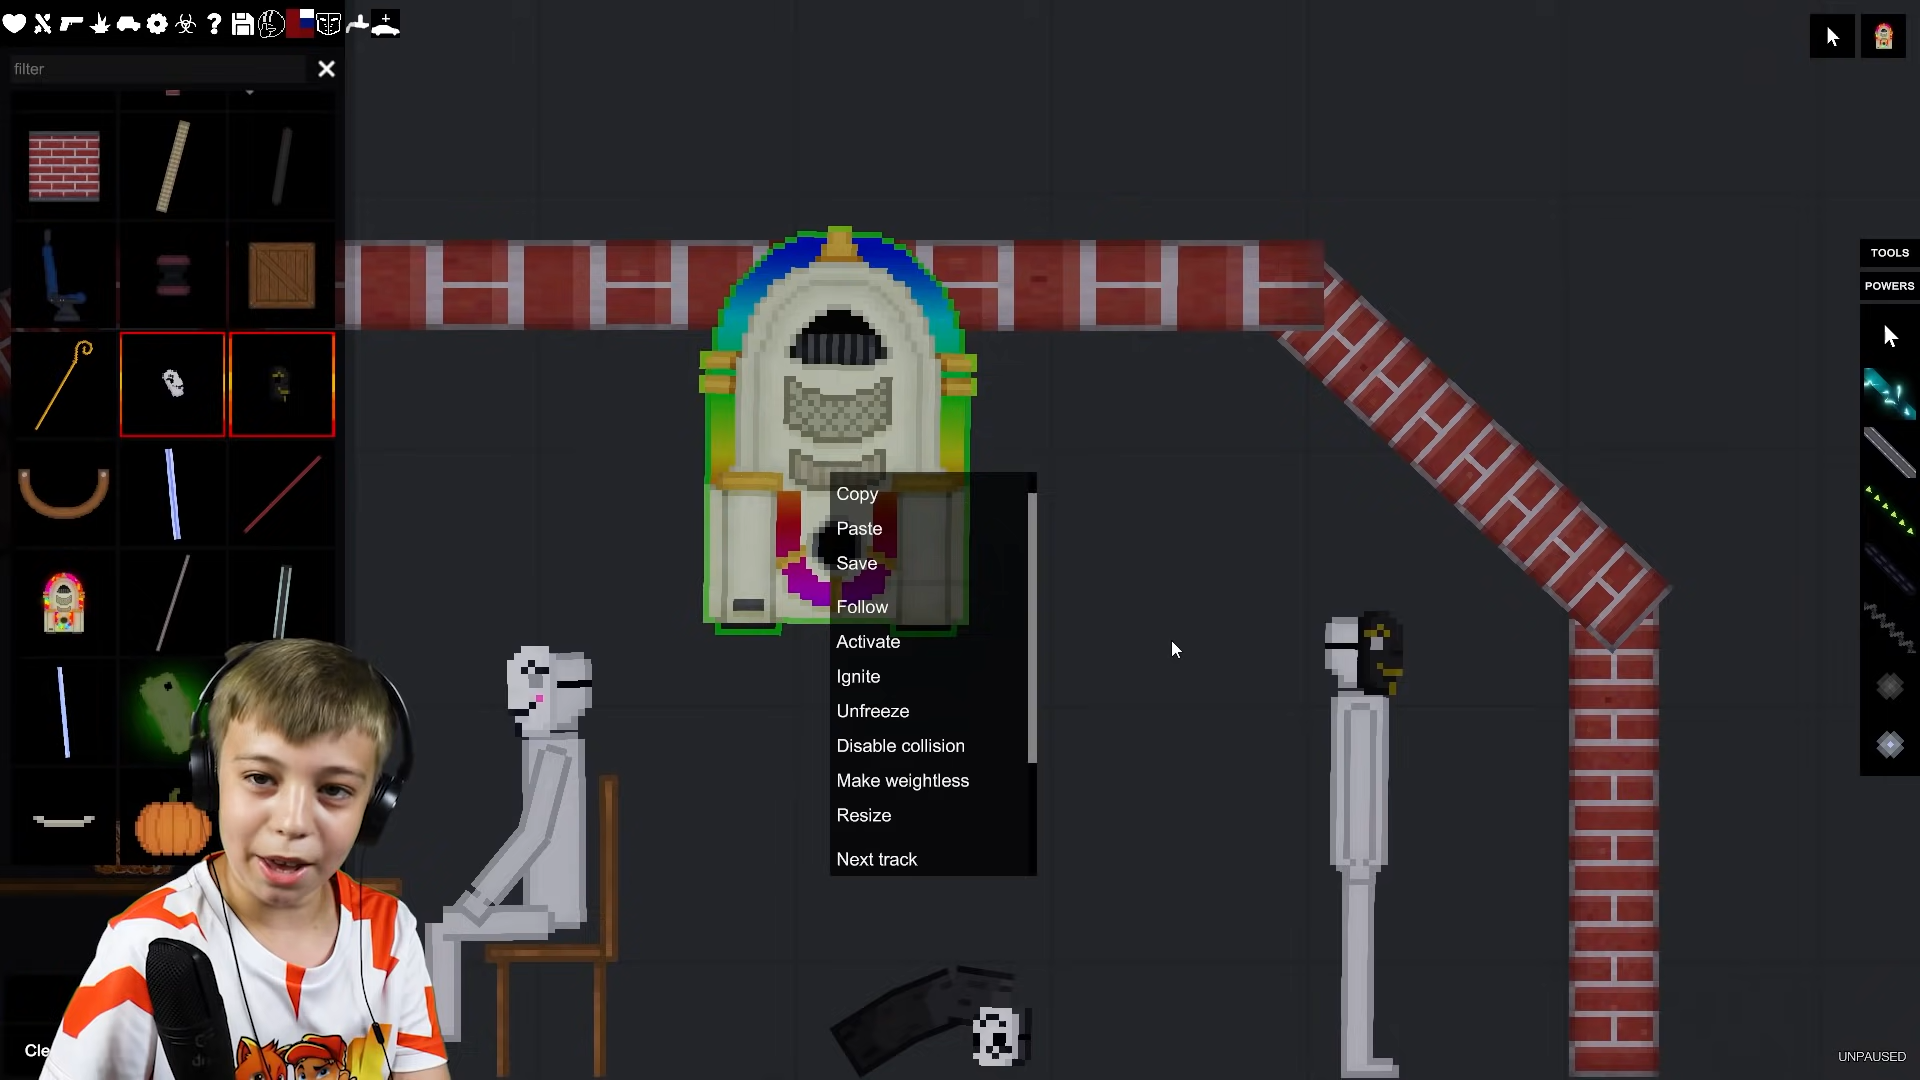 filter
TOOLS
POWERS
Copy
Paste
Save
Follow
Activate
Ignite
Unfreeze
Disable collision
Make weightless
Resize
Next track
Cle
UNPAUSED